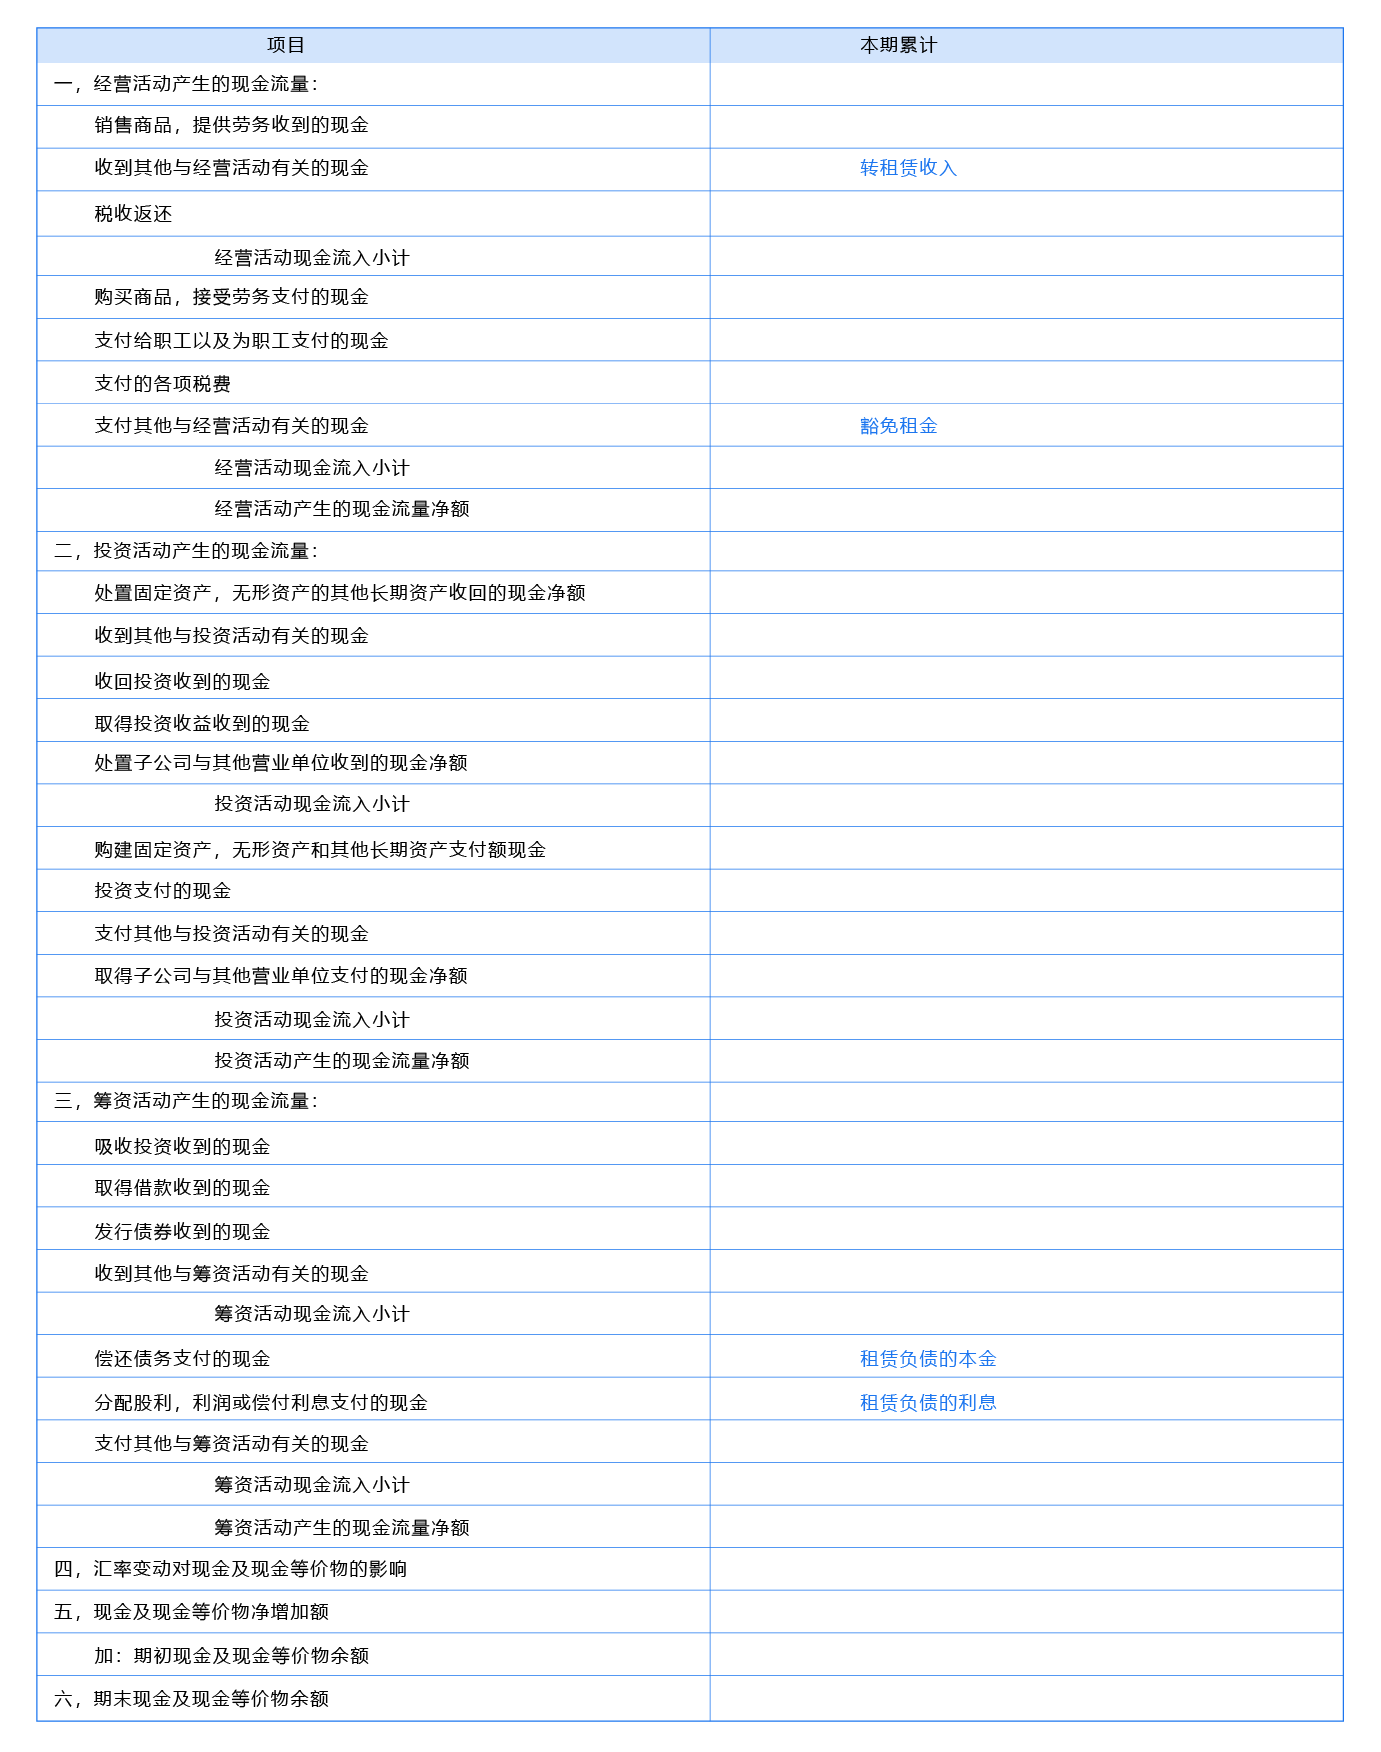 项目 本期累计
一，经营活动产生的现金流量：
销售商品，提供劳务收到的现金
收到其他与经营活动有关的现金 转租赁收入
税收返还
经营活动现金流入小计
购买商品，接受劳务支付的现金
支付给职工以及为职工支付的现金
支付的各项税费
支付其他与经营活动有关的现金 豁免租金
经营活动现金流入小计
经营活动产生的现金流量净额
二，投资活动产生的现金流量：
处置固定资产，无形资产的其他长期资产收回的现金净额
收到其他与投资活动有关的现金
收回投资收到的现金
取得投资收益收到的现金
处置子公司与其他营业单位收到的现金净额
投资活动现金流入小计
购建固定资产，无形资产和其他长期资产支付额现金
投资支付的现金
支付其他与投资活动有关的现金
取得子公司与其他营业单位支付的现金净额
投资活动现金流入小计
投资活动产生的现金流量净额
三，筹资活动产生的现金流量：
吸收投资收到的现金
取得借款收到的现金
发行债券收到的现金
收到其他与筹资活动有关的现金
筹资活动现金流入小计
偿还债务支付的现金 租赁负债的本金
分配股利，利润或偿付利息支付的现金 租赁负债的利息
支付其他与筹资活动有关的现金
筹资活动现金流入小计
筹资活动产生的现金流量净额
四，汇率变动对现金及现金等价物的影响
五，现金及现金等价物净增加额
加：期初现金及现金等价物余额
六，期末现金及现金等价物余额